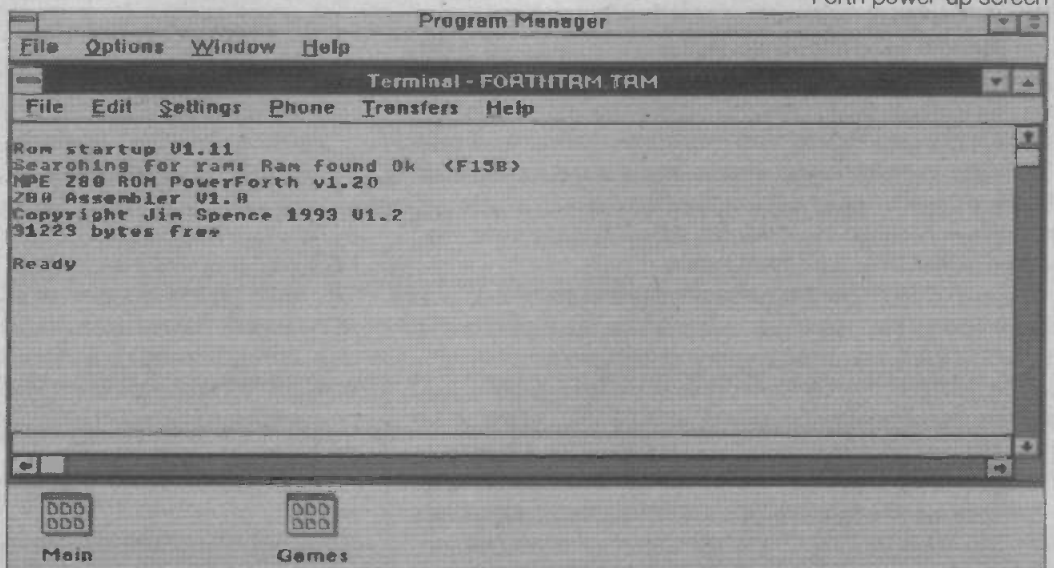 Forth power-up screen
Program Manager
File Options Window Help
Terminal - FORTHTRM.TRM
File Edit Settings Phone Transfers Help
Rom startup V1.11
Searching for ram: Ram found Ok <F15B>
MPE Z80 ROM PowerForth v1.20
Z80 Assembler V1.0
Copyright Jim Spence 1993 V1.2
31223 bytes free
Ready
Main Games